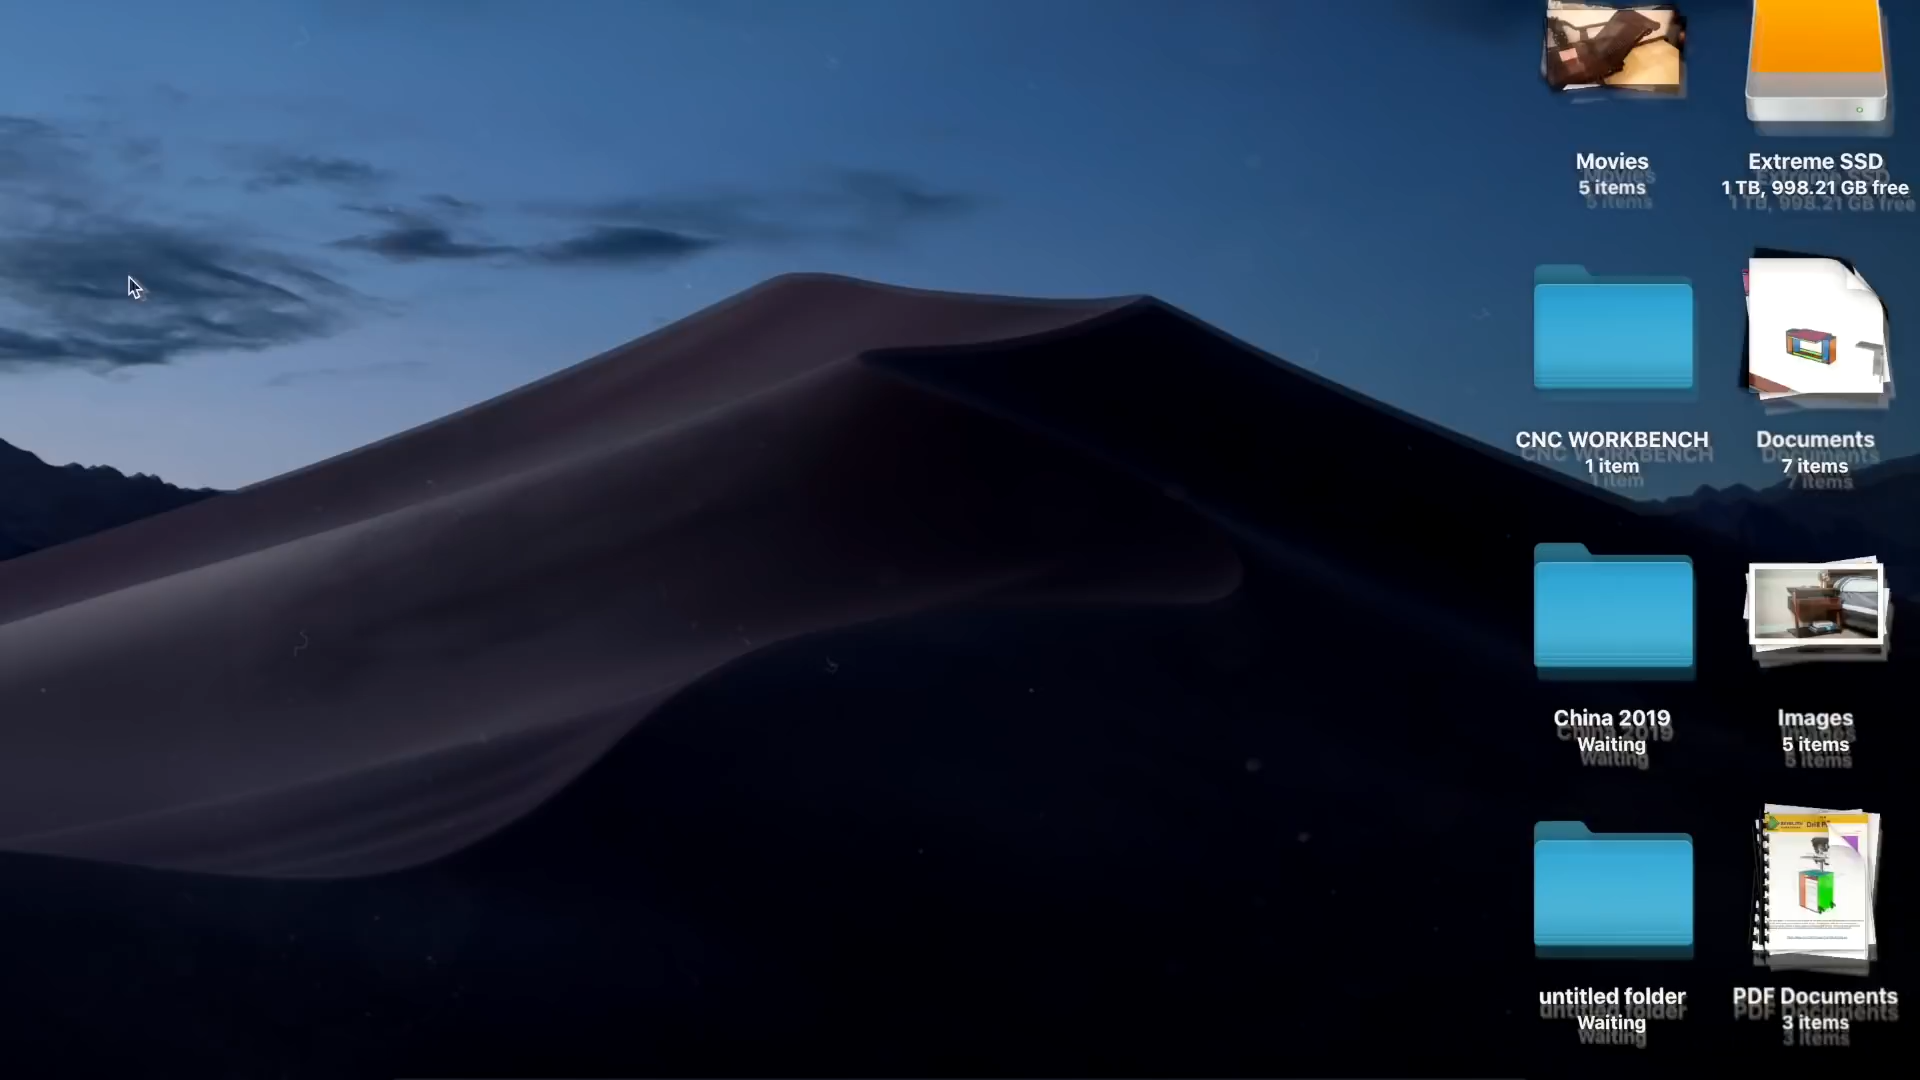 Movies
5 items
Extreme SSD
1 TB, 998.21 GB free
CNC WORKBENCH
1 item
Documents
7 items
China 2019
Waiting
Images
5 items
untitled folder
Waiting
PDF Documents
3 items